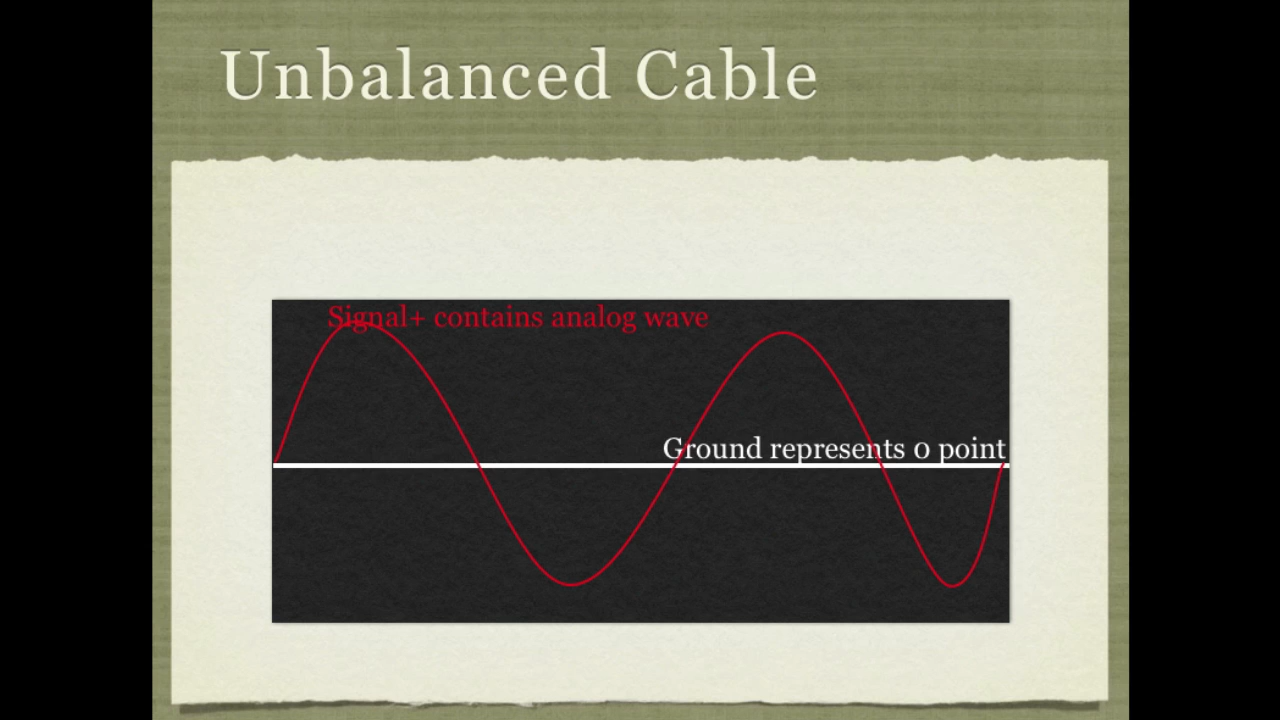 Unbalanced Cable
Signal+ contains analog wave
Ground represents 0 point